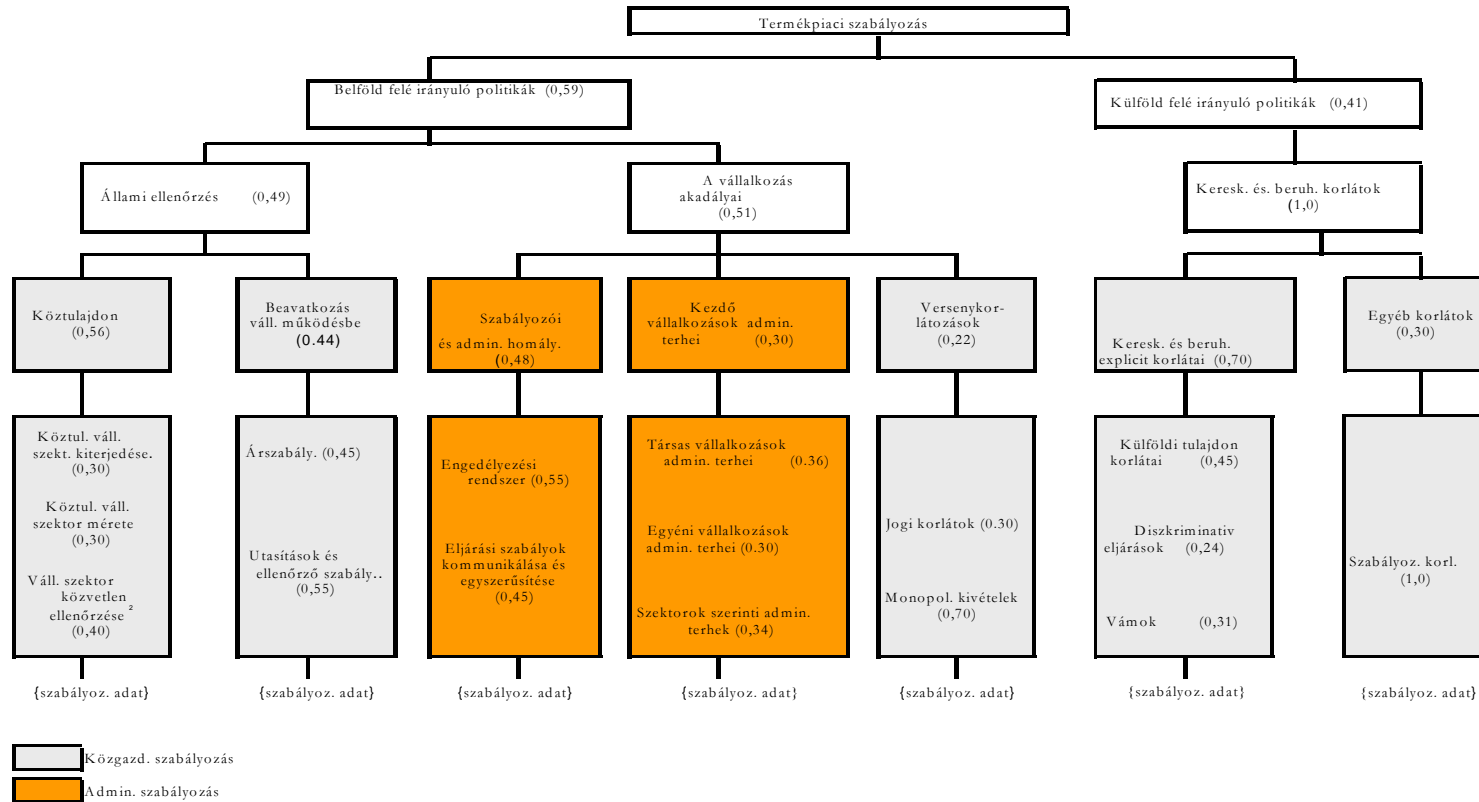 Termékpiaci szabályozás
Belföld felé irányuló politikák (0,59)
Külföld felé irányuló politikák (0,41)
Állami ellenőrzés (0,49)
A vállalkozás
akadályai
(0,51)
Keresk. és. beruh. korlátok
(1,0)
Köztulajdon
(0,56)
Beavatkozás
váll. működésbe
(0.44)
Szabályozói
és admin. homály.
(0,48)
Kezdő
vállalkozások admin.
terhei (0,30)
Versenykor-
látozások
(0,22)
Keresk. és beruh.
explicit korlátai (0,70)
Egyéb korlátok
(0,30)
Köztul. váll.
szekt. kiterjedése.
(0,30)
Köztul. váll.
szektor mérete
(0,30)
Váll. szektor
közvetlen
ellenőrzése ²
(0,40)
Árszabály. (0,45)
Utasítások és
ellenőrző szabály..
(0,55)
Engedélyezési
rendszer (0,55)
Eljárási szabályok
kommunikálása és
egyszerűsítése
(0,45)
Társas vállalkozások
admin. terhei (0.36)
Egyéni vállalkozások
admin. terhei (0.30)
Szektorok szerinti admin.
terhek (0,34)
Jogi korlátok (0.30)
Monopol. kivételek
(0,70)
Külföldi tulajdon
korlátai (0,45)
Diszkriminativ
eljárások (0,24)
Vámok (0,31)
Szabályoz. korl.
(1,0)
{szabályoz. adat}
{szabályoz. adat}
{szabályoz. adat}
{szabályoz. adat}
{szabályoz. adat}
{szabályoz. adat}
{szabályoz. adat}
Közgazd. szabályozás
Admin. szabályozás